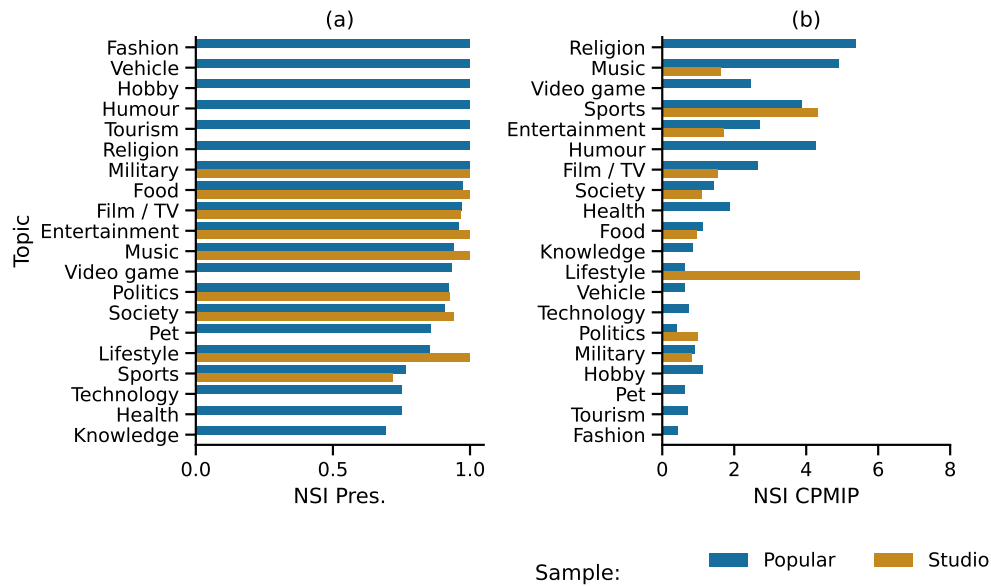 (a)
Topic
Fashion
Vehicle
Hobby
Humour
Tourism
Religion
Military
Food
Film / TV
Entertainment
Music
Video game
Politics
Society
Pet
Lifestyle
Sports
Technology
Health
Knowledge
0.0 0.5 1.0
NSI Pres.
(b)
Religion
Music
Video game
Sports
Entertainment
Humour
Film / TV
Society
Health
Food
Knowledge
Lifestyle
Vehicle
Technology
Politics
Military
Hobby
Pet
Tourism
Fashion
0 2 4 6 8
NSI CPMIP
Sample: Popular Studio